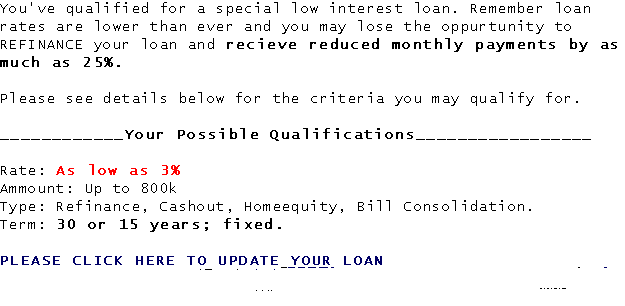 You've qualified for a special low interest loan. Remember loan
rates are lower than ever and you may lose the oppurtunity to
REFINANCE your loan and recieve reduced monthly payments by as
much as 25%.
Please see details below for the criteria you may qualify for.
____________Your Possible Qualifications_________________
Rate: As low as 3%
Ammount: Up to 800k
Type: Refinance, Cashout, Homeequity, Bill Consolidation.
Term: 30 or 15 years; fixed.
PLEASE CLICK HERE TO UPDATE YOUR LOAN